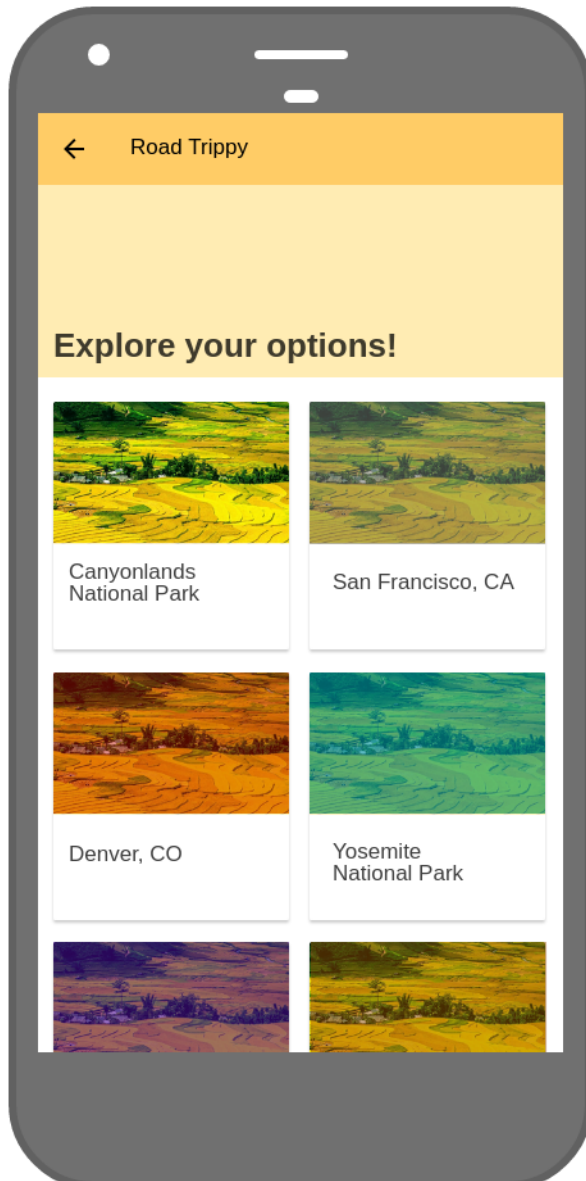 Road Trippy
Explore your options!
Canyonlands
National Park
San Francisco, CA
Denver, CO
Yosemite
National Park